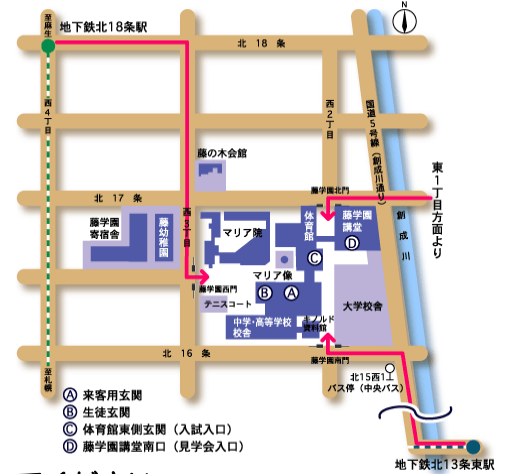 至麻生
地下鉄北18条駅
N
北 18 条
西4丁目
西2丁目
国道5号線(創成川通り)
藤の木会館
東1丁目方面より
藤学園北門
北 17 条
西3丁目
藤学園
寄宿舎
藤幼稚園
マリア院
体育館
藤学園
講堂
D
創成川
C
マリア像
藤学園西門
B
A
テニスコート
大学校舎
中学・高等学校
校舎
キノルド
資料館
北 16 条
藤学園南門
至札幌
北15西1
バス停(中央バス)
A 来客用玄関
B 生徒玄関
C 体育館東側玄関(入試入口)
D 藤学園講堂南口(見学会入口)
地下鉄北13条東駅